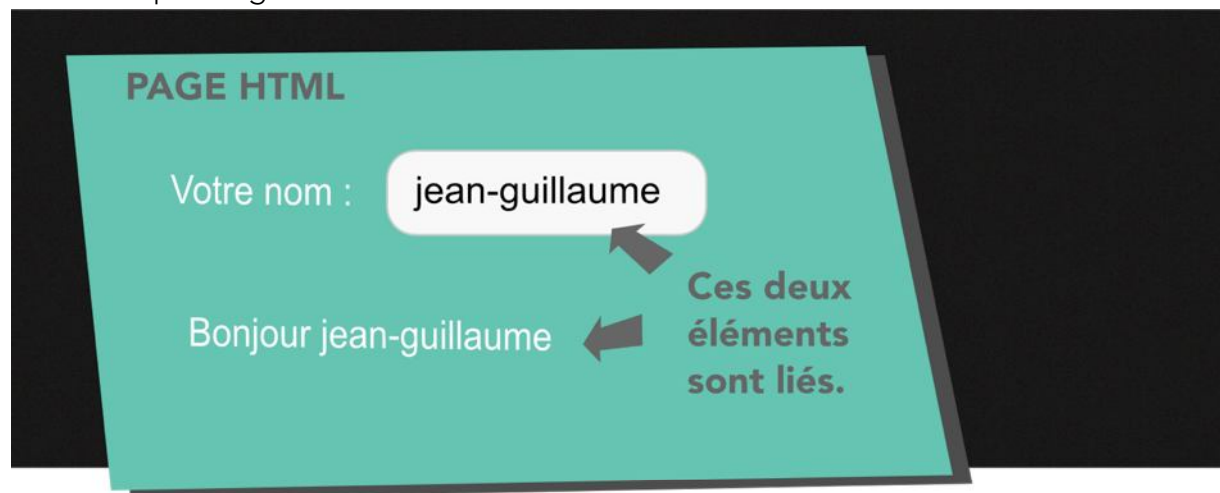 PAGE HTML
Votre nom :
jean-guillaume
Bonjour jean-guillaume
Ces deux
éléments
sont liés.